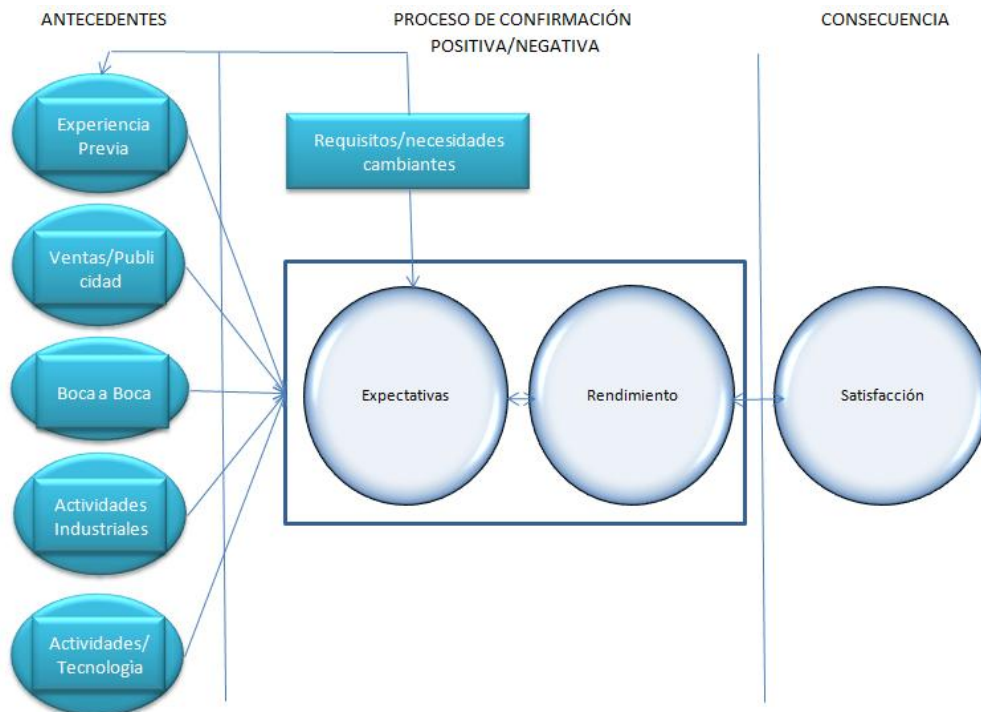 ANTECEDENTES
PROCESO DE CONFIRMACIÓN
POSITIVA/NEGATIVA
CONSECUENCIA
Experiencia
Previa
Requisitos/necesidades
cambiantes
Ventas/Publi
cidad
Boca a Boca
Expectativas
Rendimiento
Satisfacción
Actividades
Industriales
Actividades/
Tecnologìa